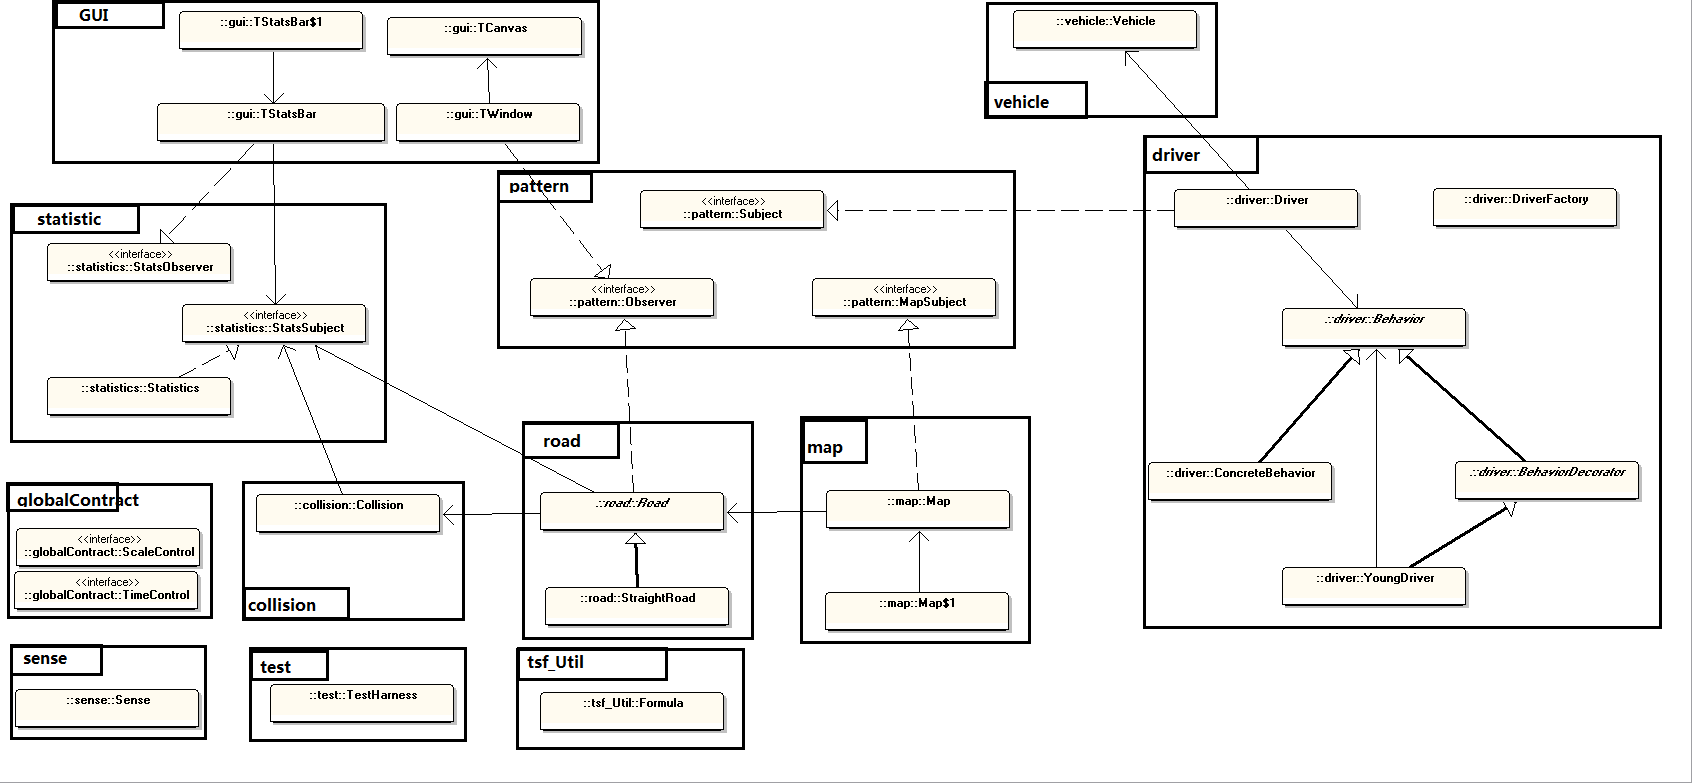 GUI
::gui::TStatsBar$1
::gui::TCanvas
::gui::TStatsBar
::gui::TWindow
::vehicle::Vehicle
vehicle
driver
::driver::Driver
::driver::DriverFactory
::driver::Behavior
::driver::ConcreteBehavior
::driver::BehaviorDecorator
::driver::YoungDriver
pattern
<<interface>>
::pattern::Subject
<<interface>>
::pattern::Observer
<<interface>>
::pattern::MapSubject
statistic
<<interface>>
::statistics::StatsObserver
<<interface>>
::statistics::StatsSubject
::statistics::Statistics
road
::road::Road
::road::StraightRoad
map
::map::Map
::map::Map$1
globalContract
<<interface>>
::globalContract::ScaleControl
<<interface>>
::globalContract::TimeControl
::collision::Collision
collision
sense
::sense::Sense
test
::test::TestHarness
tsf_Util
::tsf_Util::Formula